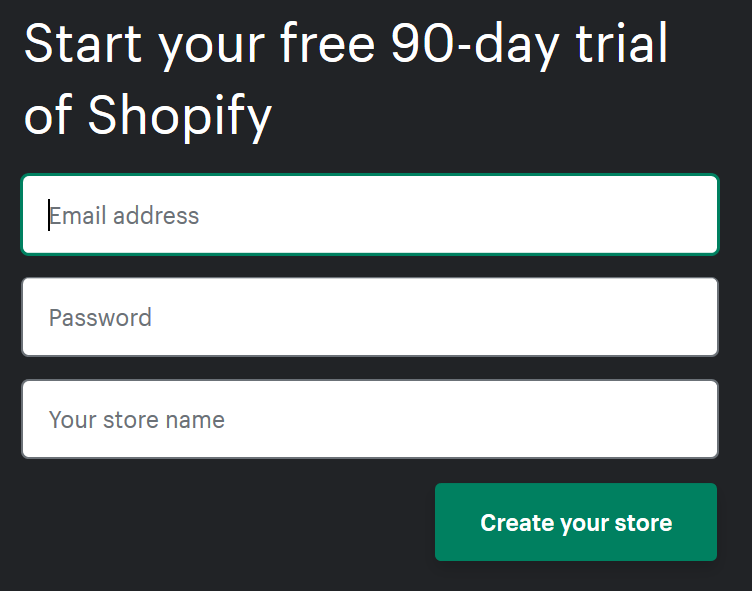 Start your free 90-day trial
of Shopify
Email address
Password
Your store name
Create your store